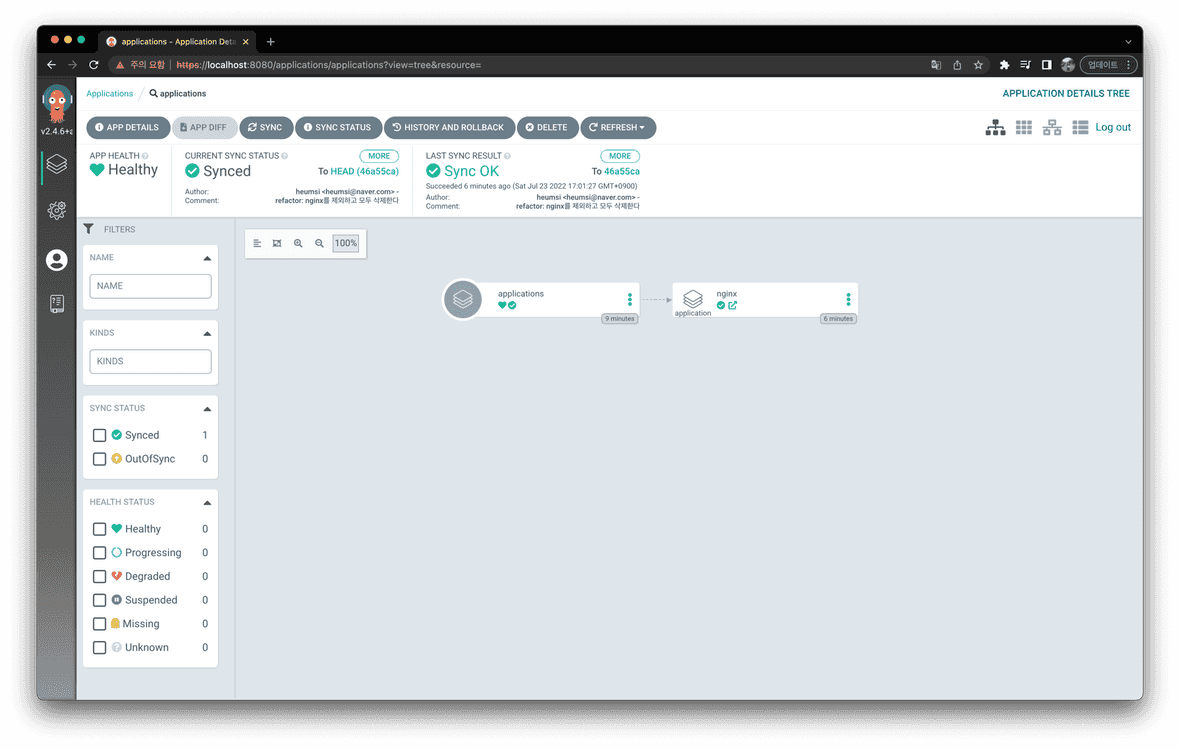 applications - Application Deta
주의 요함 | https://localhost:8080/applications/applications?view=tree&resource=
업데이트
v2.4.6+a
Applications / applications
APPLICATION DETAILS TREE
APP DETAILS APP DIFF SYNC SYNC STATUS HISTORY AND ROLLBACK DELETE REFRESH
Log out
APP HEALTH
Healthy
CURRENT SYNC STATUS
MORE
Synced
To HEAD (46a55ca)
Author: heumsi <heumsi@naver.com> -
Comment: refactor: nginx를 제외하고 모두 삭제한다
LAST SYNC RESULT
MORE
Sync OK
To 46a55ca
Succeeded 6 minutes ago (Sat Jul 23 2022 17:01:27 GMT+0900)
Author: heumsi <heumsi@naver.com> -
Comment: refactor: nginx를 제외하고 모두 삭제한다
FILTERS
NAME
NAME
KINDS
KINDS
SYNC STATUS
Synced 1
OutOfSync 0
HEALTH STATUS
Healthy 0
Progressing 0
Degraded 0
Suspended 0
Missing 0
Unknown 0
100%
applications
9 minutes
nginx
application
6 minutes